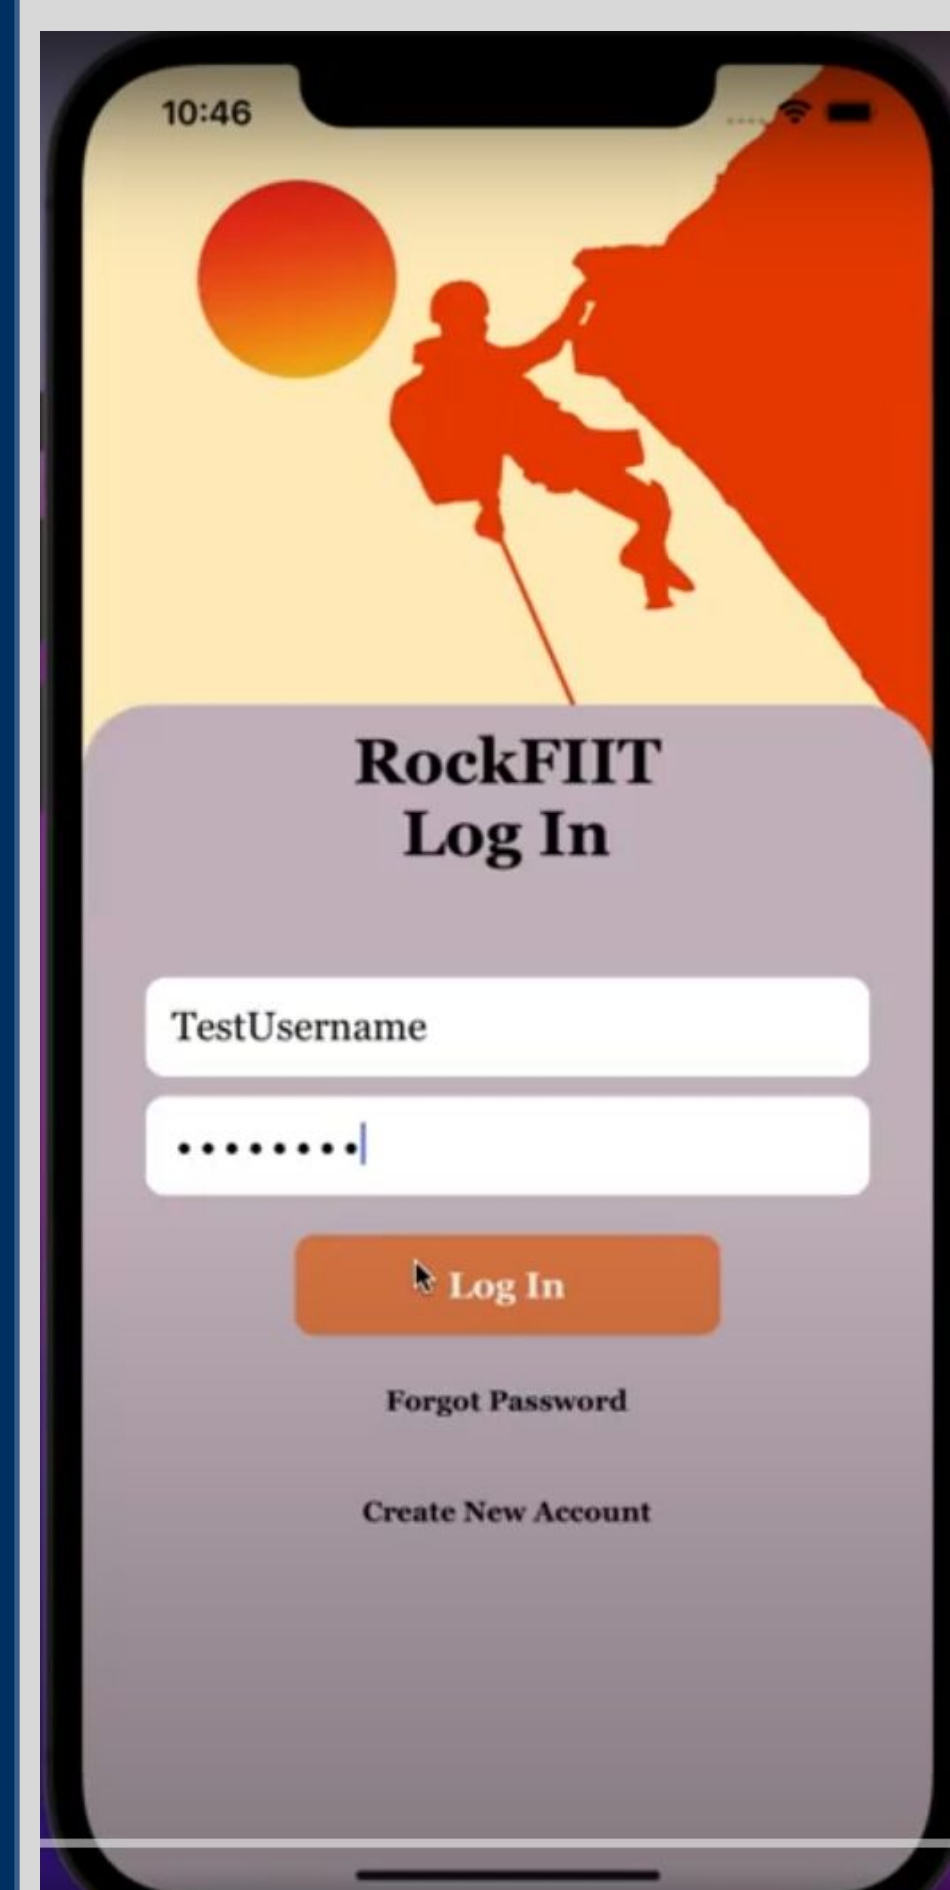 10:46
RockFIIT
Log In
TestUsername
••••••••
Log In
Forgot Password
Create New Account